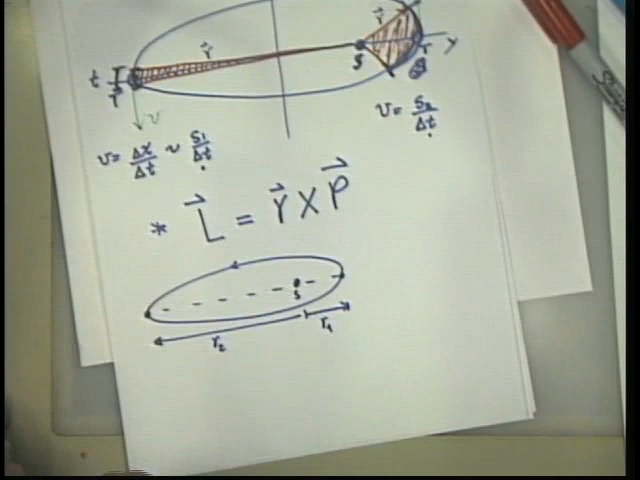 r⃗
r⃗
t
S
r
y
v
v = Δx/Δt ~ S₁/Δt
v = S₂/Δt
* L⃗ = r⃗ X P⃗
S
r₂
r₁